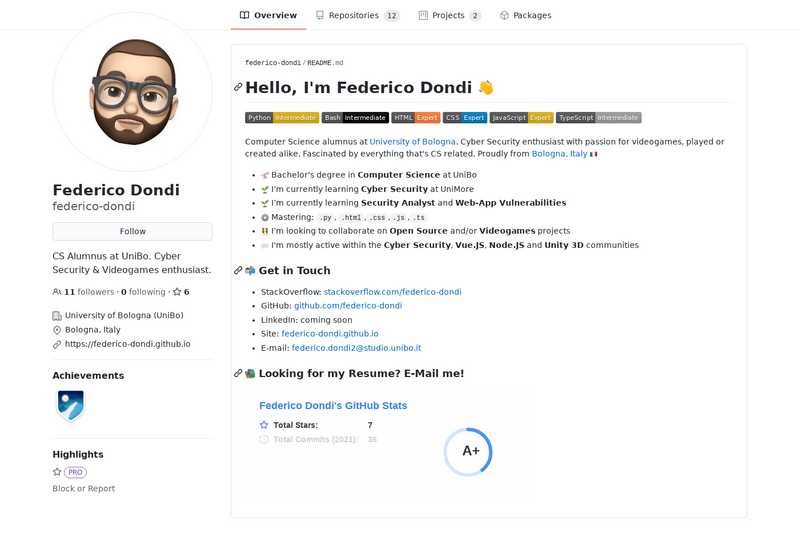 Overview
Repositories 12
Projects 2
Packages
Federico Dondi
federico-dondi
Follow
CS Alumnus at UniBo. Cyber
Security & Videogames enthusiast.
11 followers · 0 following · 6
University of Bologna (UniBo)
Bologna, Italy
https://federico-dondi.github.io
Achievements
Highlights
PRO
Block or Report
federico-dondi/README.md
Hello, I'm Federico Dondi 👋
Python Intermediate Bash Intermediate HTML Expert CSS Expert JavaScript Expert TypeScript Intermediate
Computer Science alumnus at University of Bologna. Cyber Security enthusiast with passion for videogames, played or
created alike. Fascinated by everything that's CS related. Proudly from Bologna, Italy 🇮🇹
• Bachelor's degree in Computer Science at UniBo
• 🌱 I'm currently learning Cyber Security at UniMore
• 🌱 I'm currently learning Security Analyst and Web-App Vulnerabilities
• Mastering: .py, .html, .css, .js, .ts
• I'm looking to collaborate on Open Source and/or Videogames projects
• I'm mostly active within the Cyber Security, Vue.JS, Node.JS and Unity 3D communities
📬 Get in Touch
• StackOverflow: stackoverflow.com/federico-dondi
• GitHub: github.com/federico-dondi
• LinkedIn: coming soon
• Site: federico-dondi.github.io
• E-mail: federico.dondi2@studio.unibo.it
Looking for my Resume? E-Mail me!
Federico Dondi's GitHub Stats
Total Stars: 7
Total Commits (2021): 36
A+